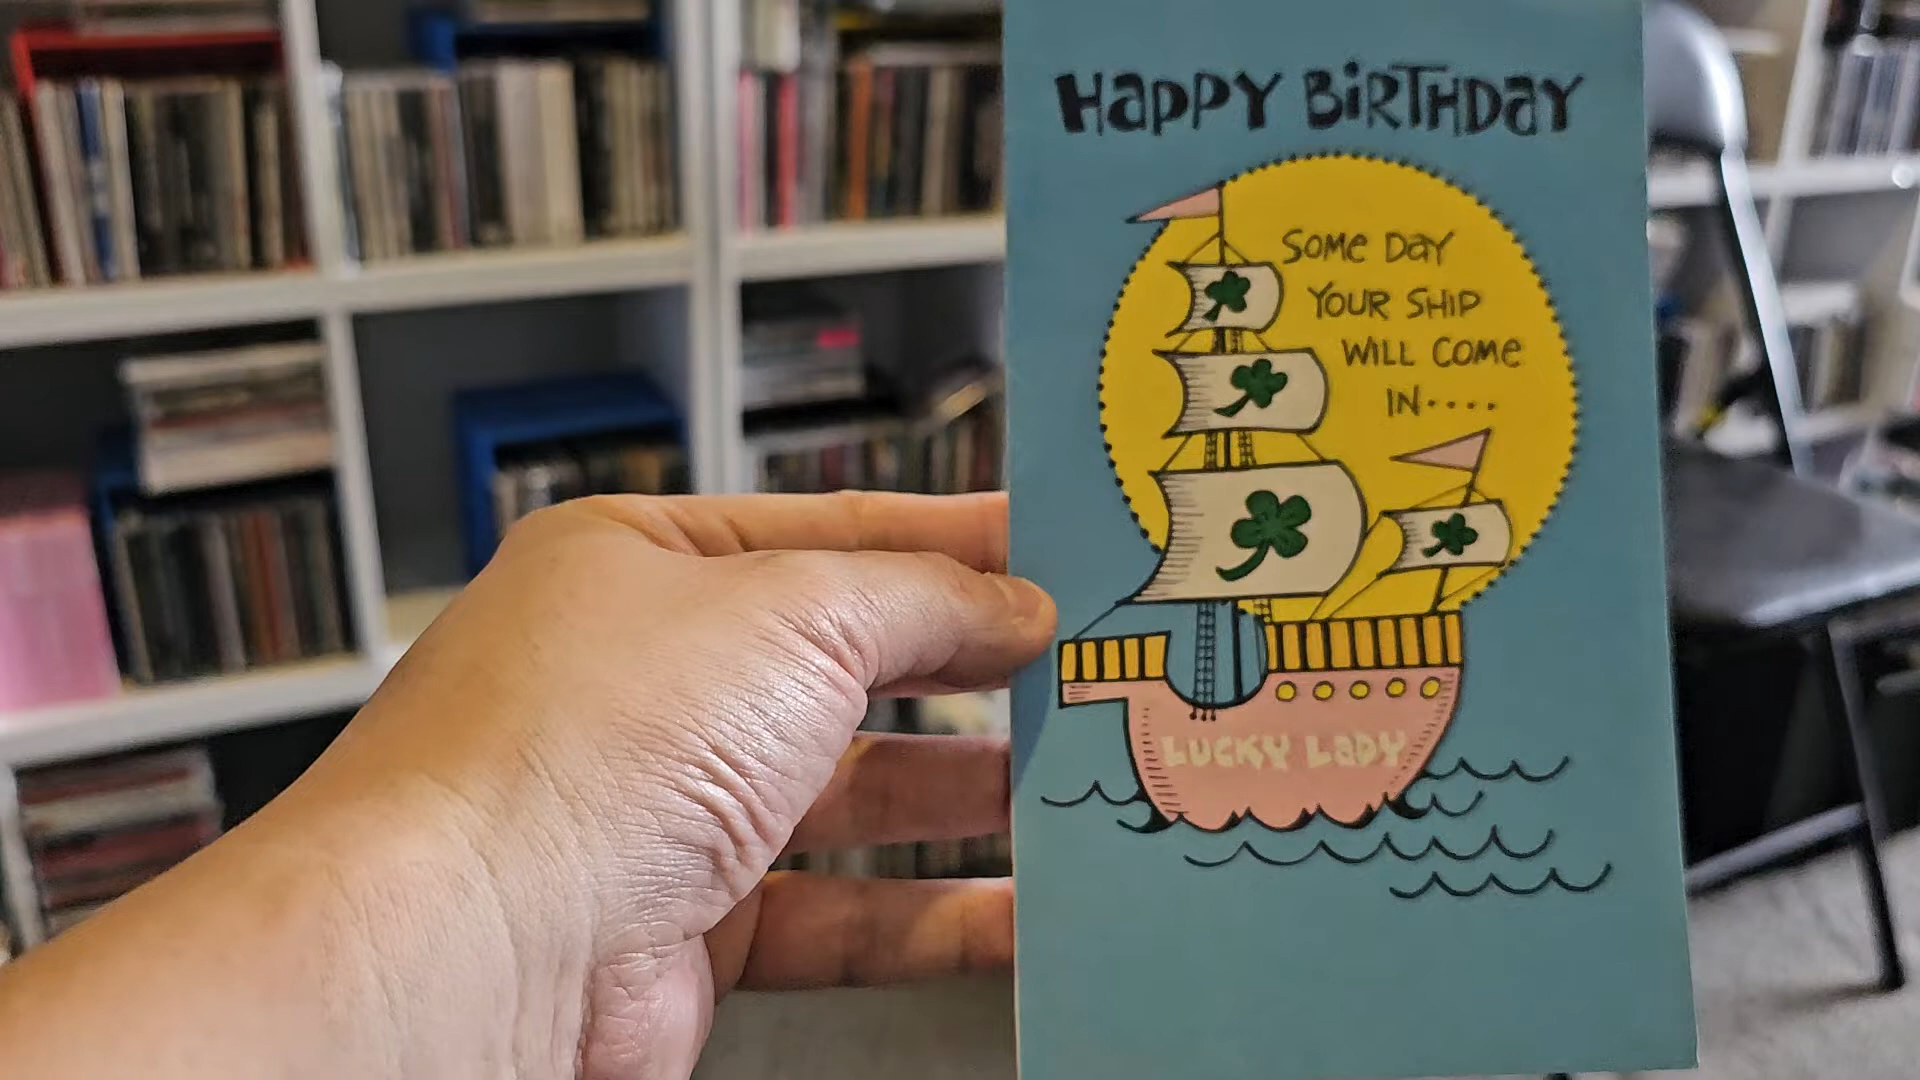 HaPPY BiRTHDaY
SOMe DaY
YOUR SHIP
WILL COMe
IN....
LUCKY LaDY